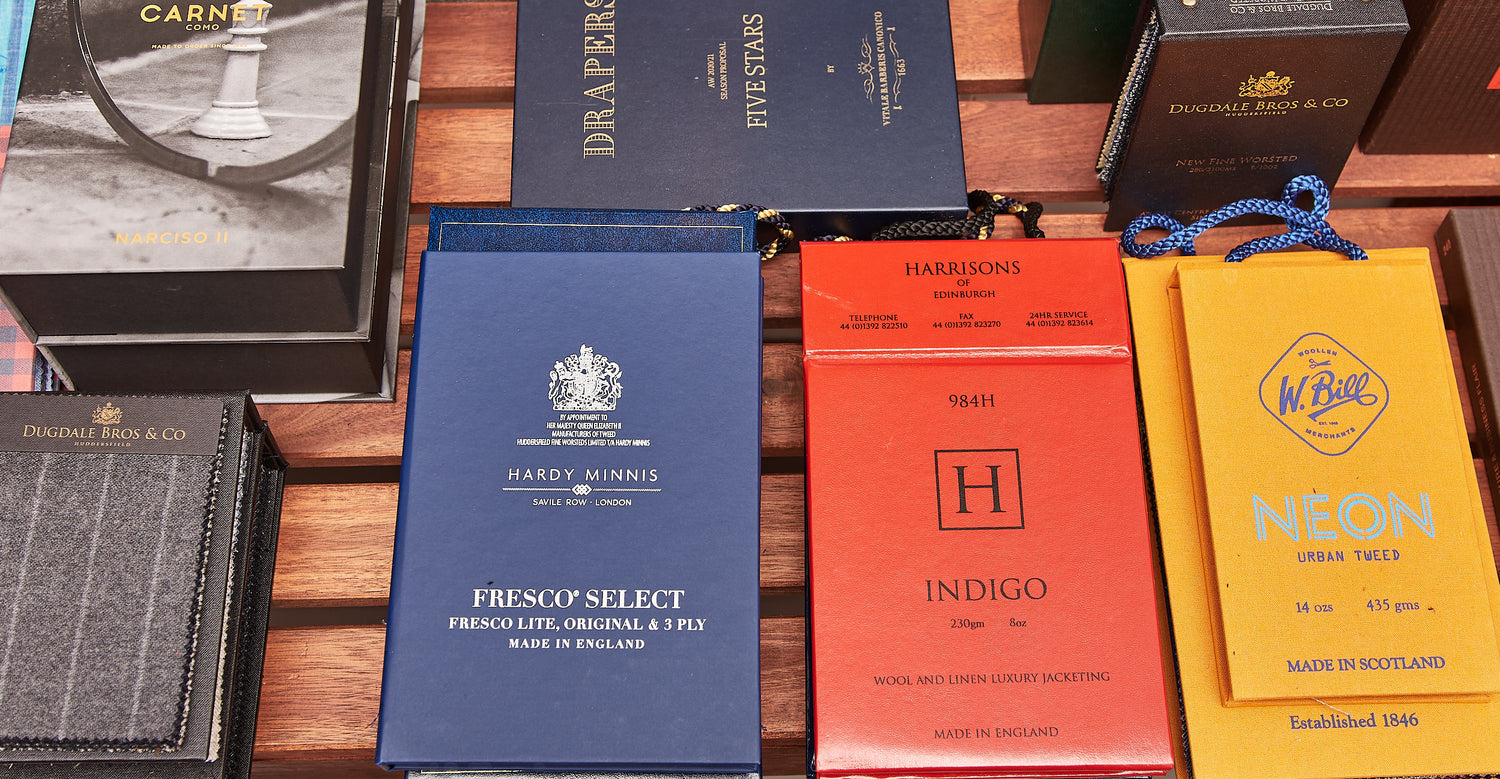 CARNET
COMO
NARCISO II
DRAPERS
AW 2020/21
SEASON PROPOSAL
FIVE STARS
BY
VITALE BARBERIS CANONICO
1663
DUGDALE BROS & CO
DUGDALE BROS & CO
HUDDERSFIELD
NEW FINE WORSTED
DUGDALE BROS & CO
HUDDERSFIELD
BY APPOINTMENT TO
HER MAJESTY QUEEN ELIZABETH II
MANUFACTURERS OF TWEED
HUDDERSFIELD FINE WORSTEDS LIMITED T/A HARDY MINNIS
HARDY MINNIS
SAVILE ROW · LONDON
FRESCO® SELECT
FRESCO LITE, ORIGINAL & 3 PLY
MADE IN ENGLAND
HARRISONS
OF
EDINBURGH
TELEPHONE FAX 24HR SERVICE
44 (0)1392 822510 44 (0)1392 823270 44 (0)1392 823614
984H
H
INDIGO
230gm 8oz
WOOL AND LINEN LUXURY JACKETING
MADE IN ENGLAND
WOOLLEN
W. Bill
EST. 1846
MERCHANTS
NEON
URBAN TWEED
14 ozs 435 gms
MADE IN SCOTLAND
Established 1846